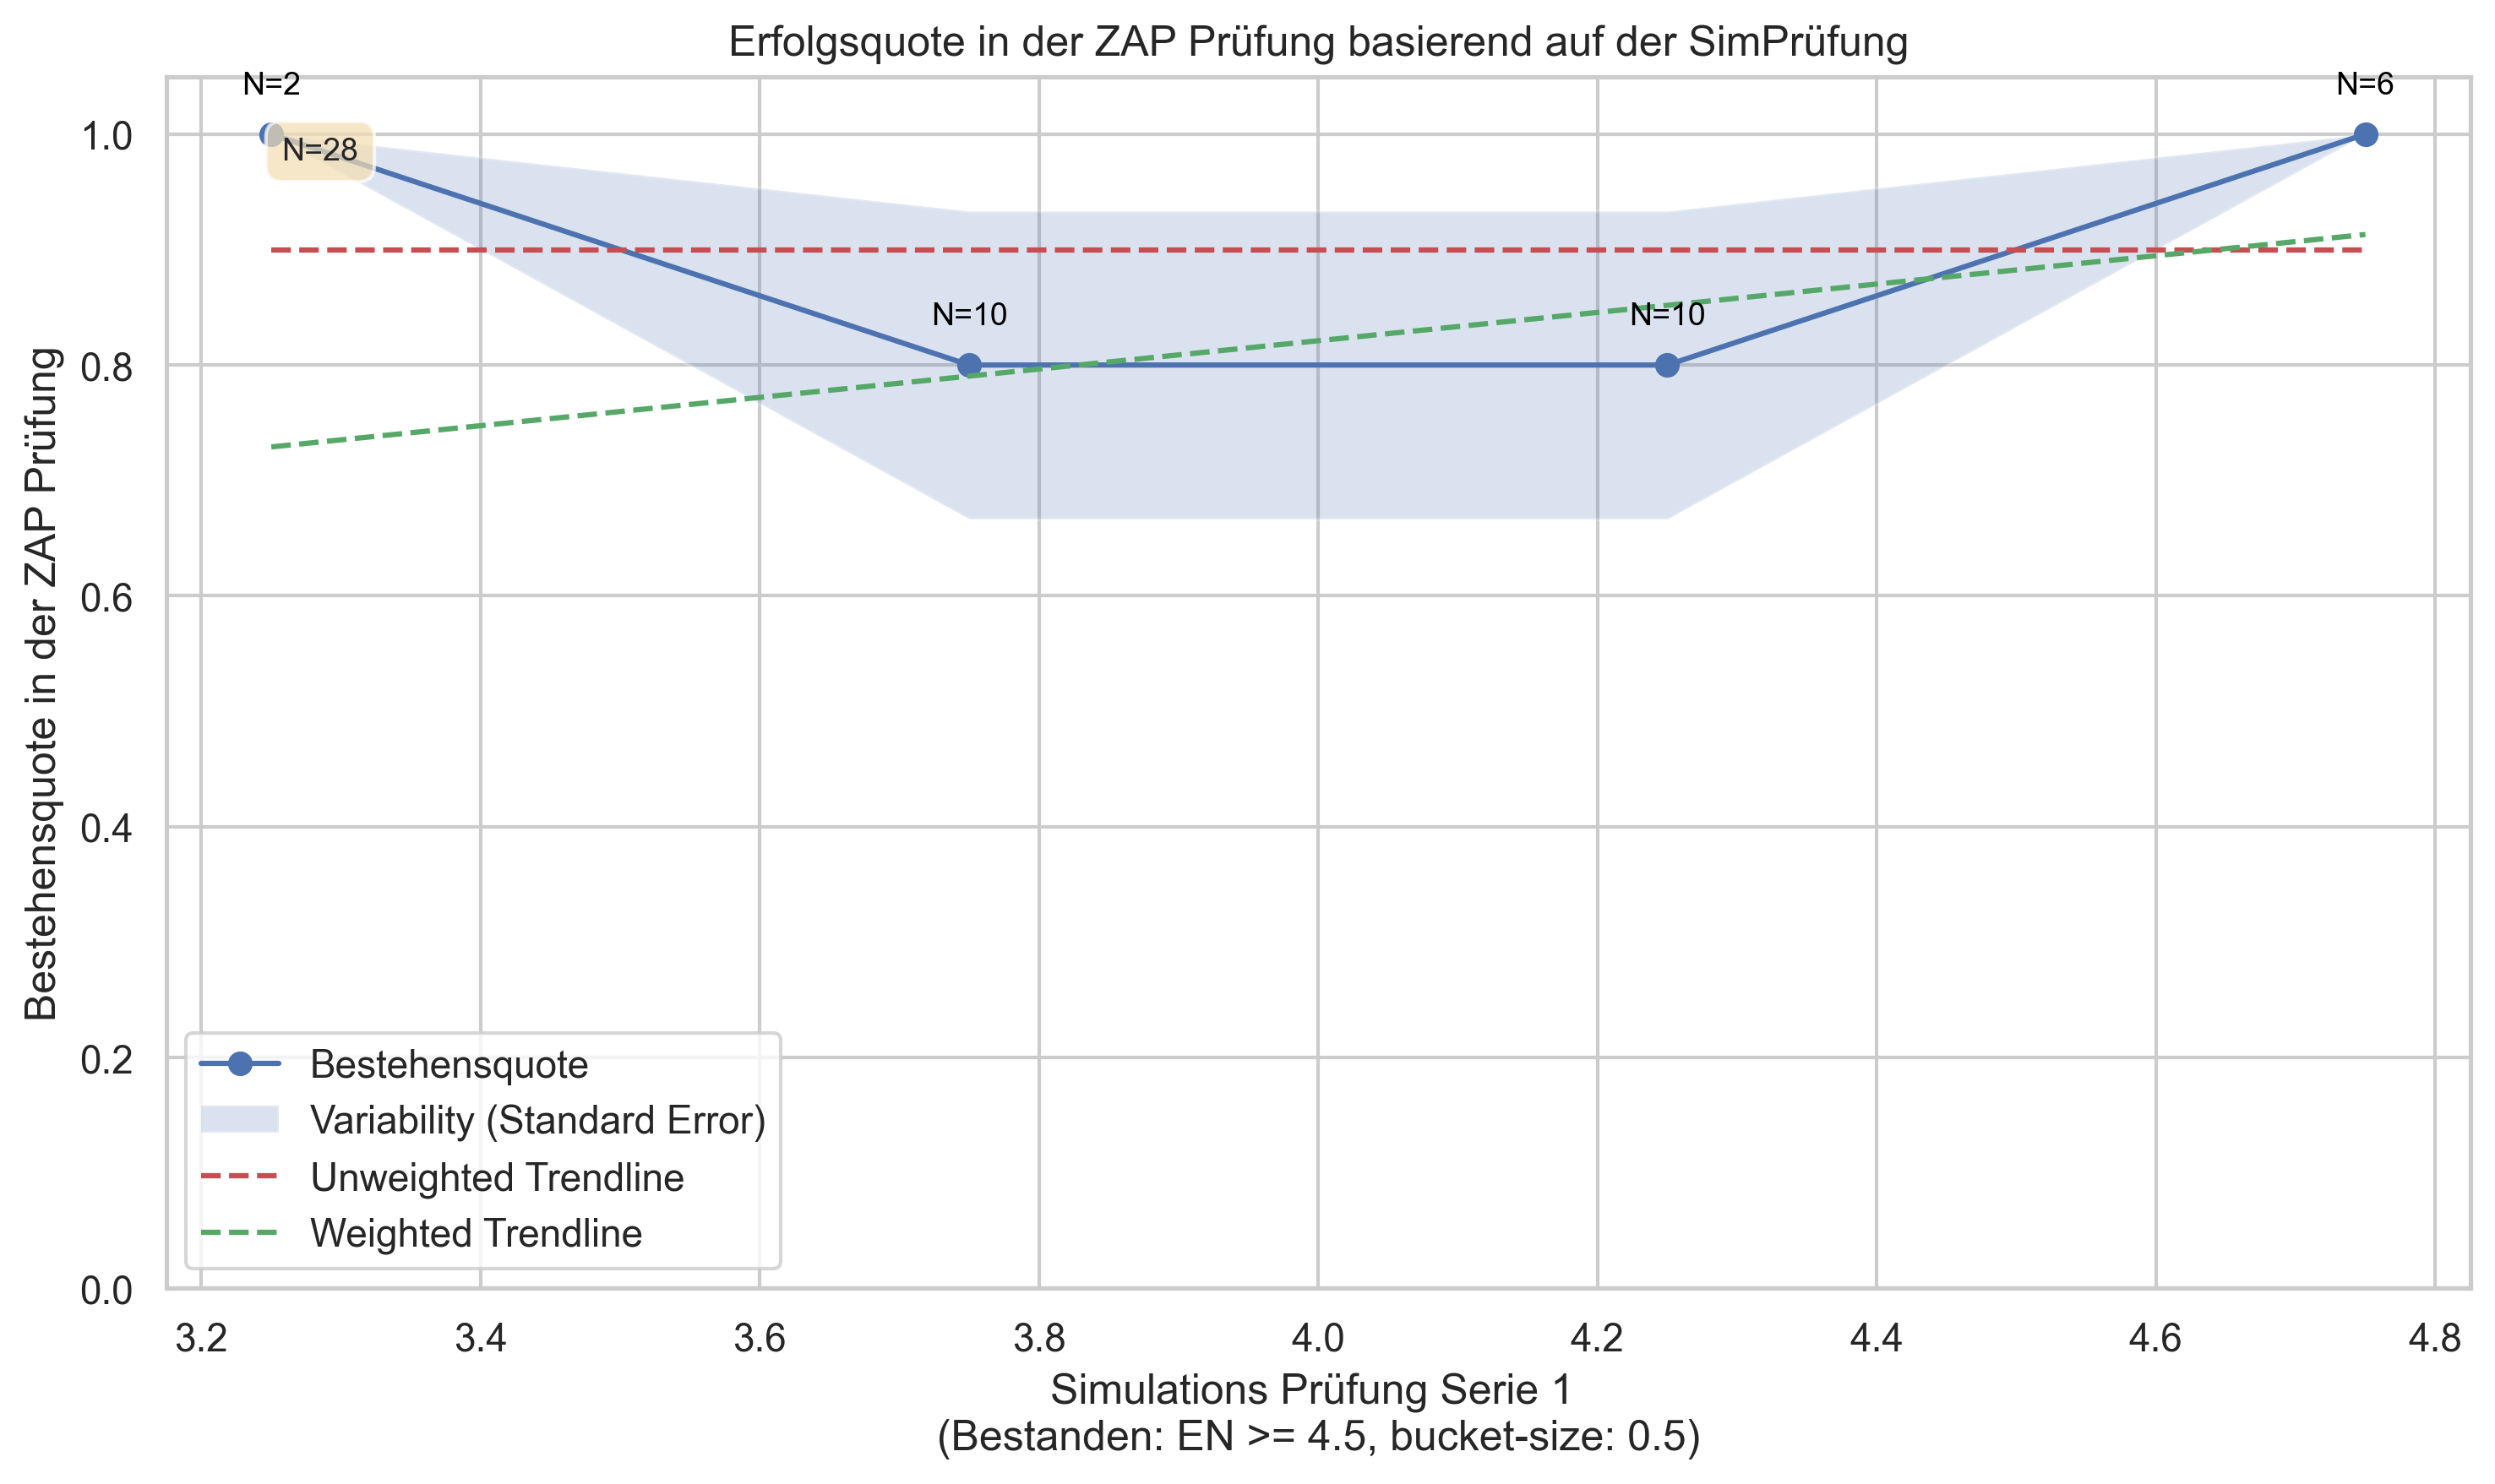 Erfolgsquote in der ZAP Prüfung basierend auf der SimPrüfung
N=2
N=6
N=28
N=10
N=10
Bestehensquote in der ZAP Prüfung
1.0
0.8
0.6
0.4
0.2
0.0
Bestehensquote
Variability (Standard Error)
Unweighted Trendline
Weighted Trendline
3.2 3.4 3.6 3.8 4.0 4.2 4.4 4.6 4.8
Simulations Prüfung Serie 1
(Bestanden: EN >= 4.5, bucket-size: 0.5)